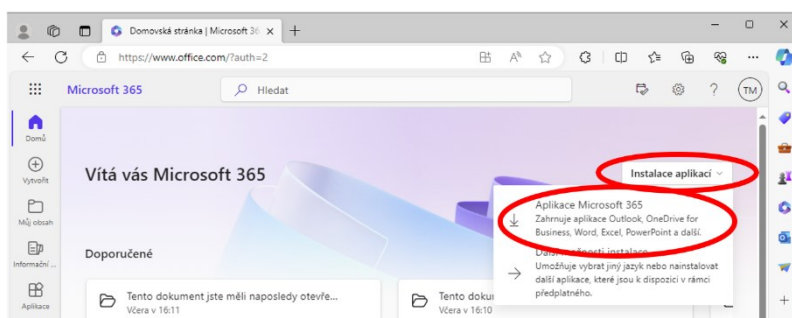 Domovská stránka | Microsoft 36
https://www.office.com/?auth=2
Microsoft 365
Hledat
TM
Domů
Vytvořit
Můj obsah
Informační ...
Aplikace
Vítá vás Microsoft 365
Instalace aplikací
Aplikace Microsoft 365
Zahrnuje aplikace Outlook, OneDrive for
Business, Word, Excel, PowerPoint a další.
Další možnosti instalace
Umožňuje vybrat jiný jazyk nebo nainstalovat
další aplikace, které jsou k dispozici v rámci
předplatného.
Doporučené
Tento dokument jste měli naposledy otevře...
Včera v 16:11
Tento dokur
Včera v 16:10